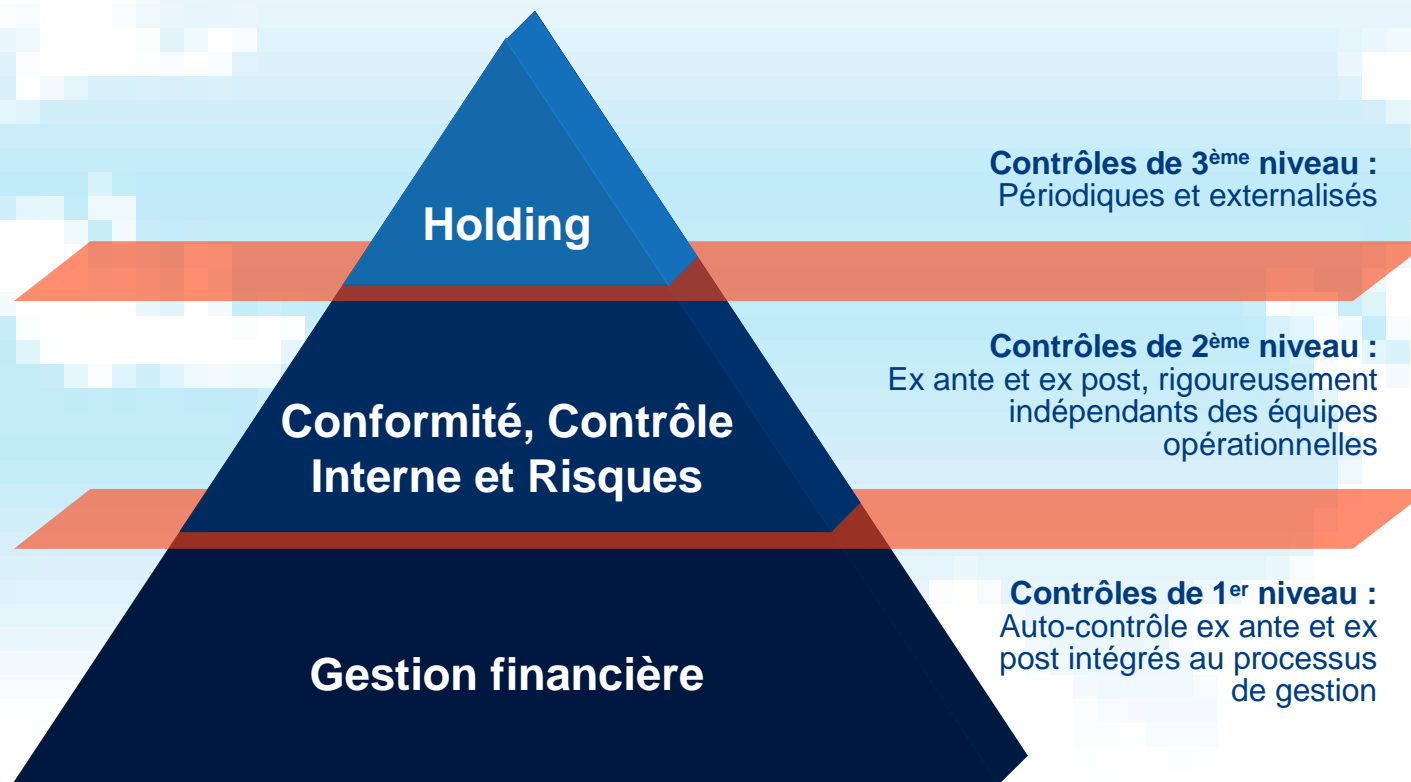 Contrôles de 3ème niveau :
Périodiques et externalisés
Holding
Contrôles de 2ème niveau :
Ex ante et ex post, rigoureusement
indépendants des équipes
opérationnelles
Conformité, Contrôle
Interne et Risques
Contrôles de 1er niveau :
Auto-contrôle ex ante et ex
post intégrés au processus
de gestion
Gestion financière